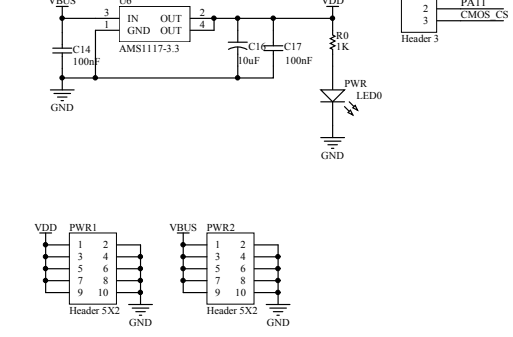 VBUS
U6
VDD
3 IN OUT 2
1 GND OUT 4
AMS1117-3.3
C14
100nF
C16
10uF
C17
100nF
R0
1K
PWR
LED0
GND
GND
PAT1
2
3
CMOS_CS
Header 3
VDD PWR1
1 2
3 4
5 6
7 8
9 10
Header 5X2
GND
VBUS PWR2
1 2
3 4
5 6
7 8
9 10
Header 5X2
GND